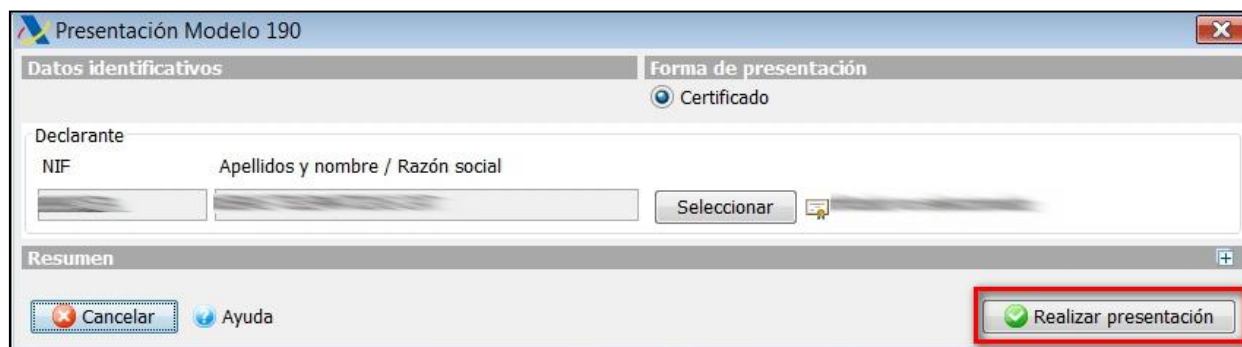 Presentación Modelo 190
Datos identificativos Forma de presentación
Certificado
Declarante
NIF Apellidos y nombre / Razón social
Seleccionar
Resumen
Cancelar Ayuda Realizar presentación